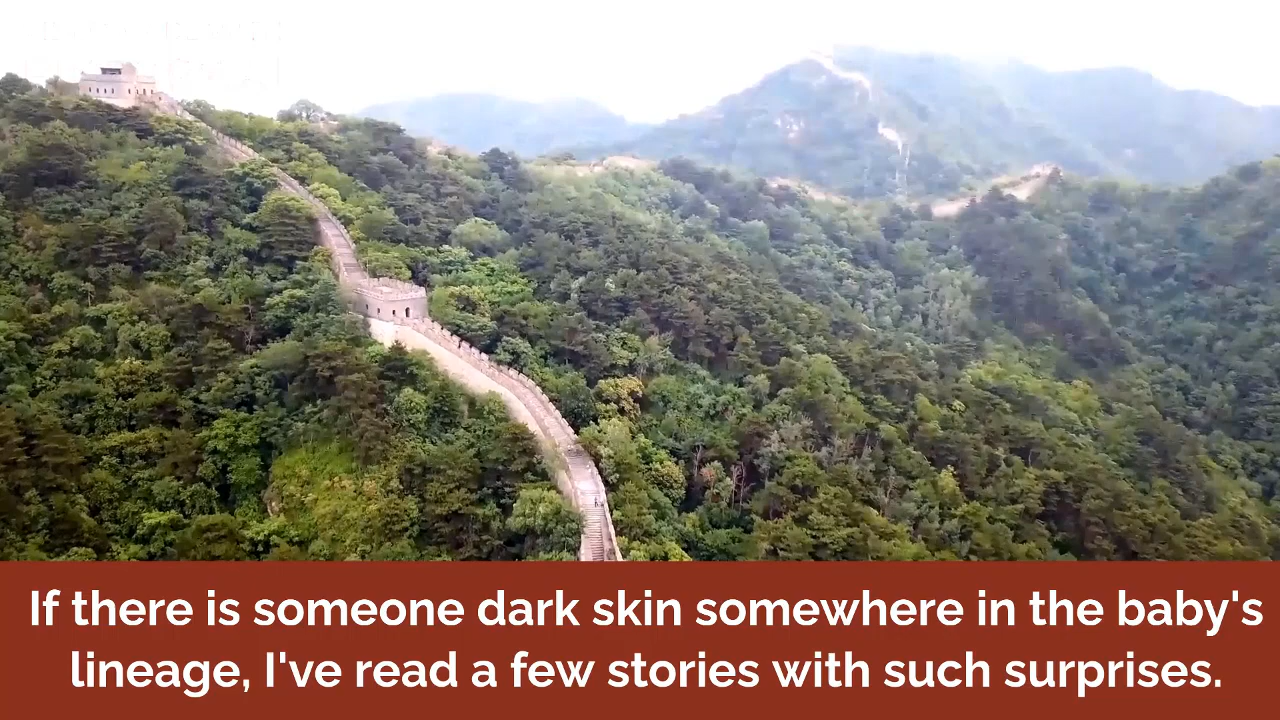 If there is someone dark skin somewhere in the baby's
lineage, I've read a few stories with such surprises.